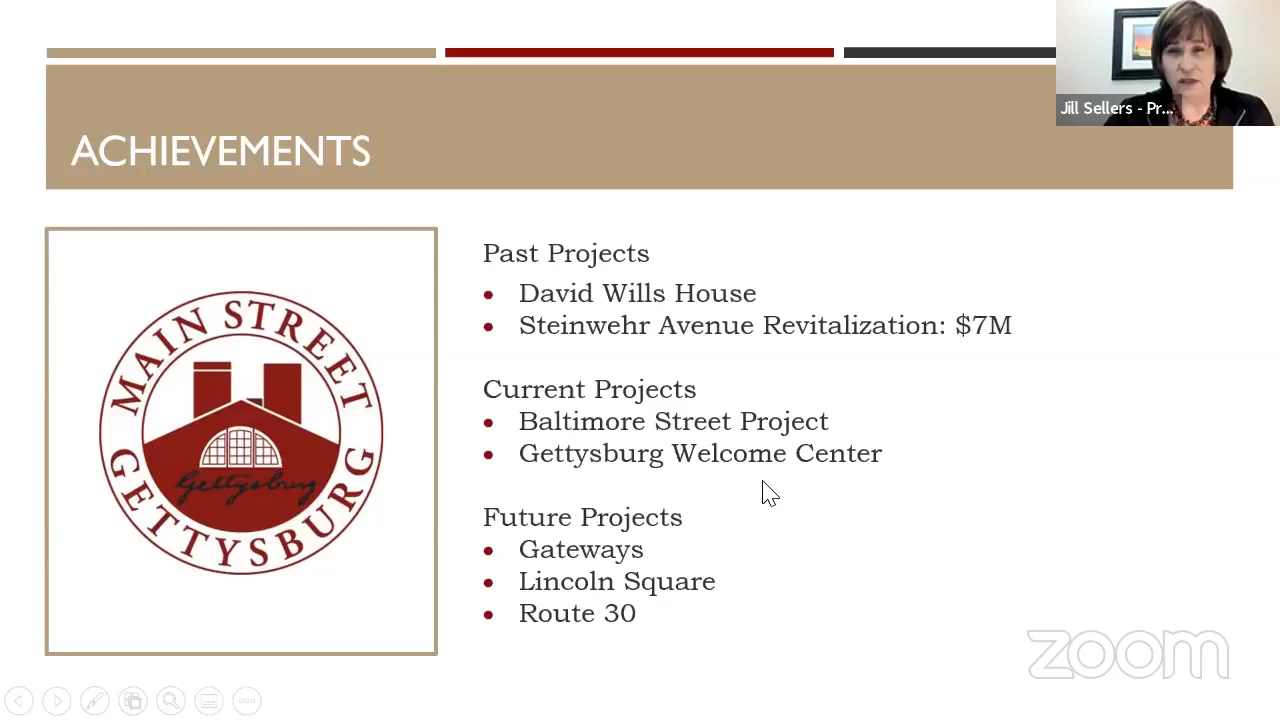 Jill Sellers - Pr...
ACHIEVEMENTS
MAIN STREET
Gettysburg
GETTYSBURG
Past Projects
• David Wills House
• Steinwehr Avenue Revitalization: $7M
Current Projects
• Baltimore Street Project
• Gettysburg Welcome Center
Future Projects
• Gateways
• Lincoln Square
• Route 30
zoom